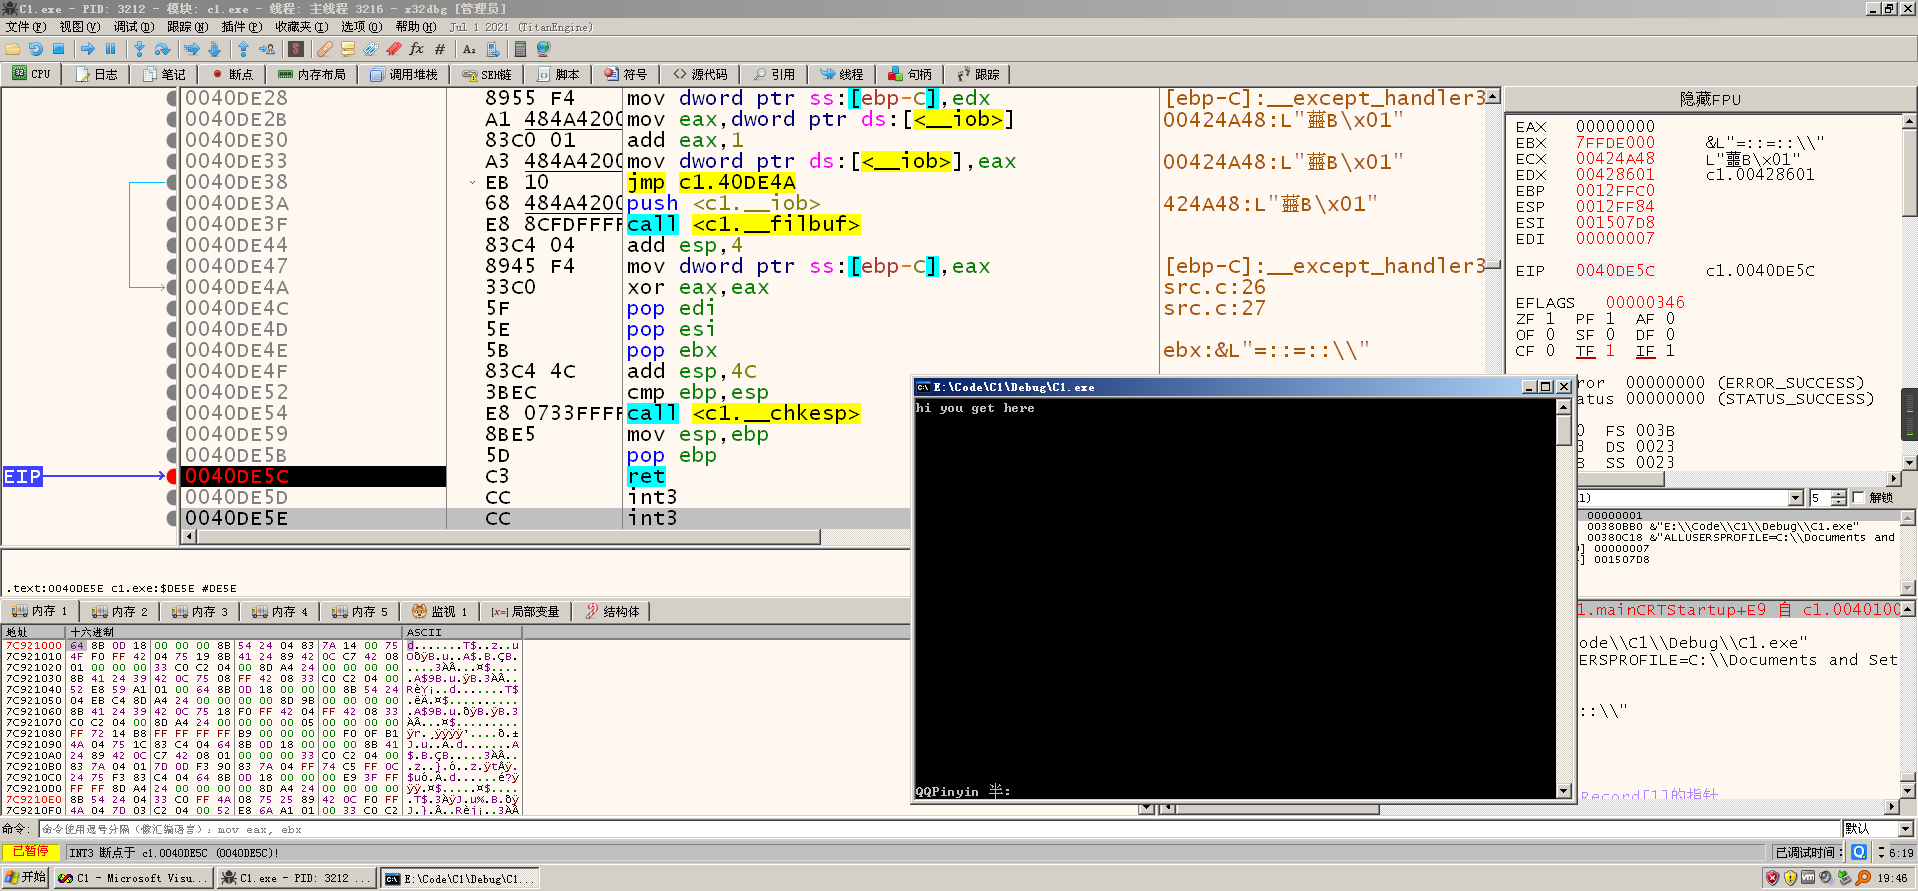 C1.exe - PID: 3212 - 模块: c1.exe - 线程: 主线程 3216 - x32dbg [管理员]
文件(F) 视图(V) 调试(D) 跟踪(N) 插件(P) 收藏夹(I) 选项(O) 帮助(H) Jul 1 2021 (TitanEngine)
CPU 日志 笔记 断点 内存布局 调用堆栈 SEH链 脚本 符号 源代码 引用 线程 句柄 跟踪
0040DE28 8955 F4 mov dword ptr ss:[ebp-C],edx [ebp-C]:__except_handler3
0040DE2B A1 484A4200 mov eax,dword ptr ds:[<__iob>] 00424A48:L"蘁B\x01"
0040DE30 83C0 01 add eax,1
0040DE33 A3 484A4200 mov dword ptr ds:[<__iob>],eax 00424A48:L"蘁B\x01"
0040DE38 EB 10 jmp c1.40DE4A
0040DE3A 68 484A4200 push <c1.__iob> 424A48:L"蘁B\x01"
0040DE3F E8 8CFDFFFF call <c1.__filbuf>
0040DE44 83C4 04 add esp,4
0040DE47 8945 F4 mov dword ptr ss:[ebp-C],eax [ebp-C]:__except_handler3
0040DE4A 33C0 xor eax,eax src.c:26
0040DE4C 5F pop edi src.c:27
0040DE4D 5E pop esi
0040DE4E 5B pop ebx ebx:&L"=::=::\\"
0040DE4F 83C4 4C add esp,4C
0040DE52 3BEC cmp ebp,esp
0040DE54 E8 0733FFFF call <c1.__chkesp>
0040DE59 8BE5 mov esp,ebp
0040DE5B 5D pop ebp
EIP 0040DE5C C3 ret
0040DE5D CC int3
0040DE5E CC int3
隐藏FPU
EAX 00000000
EBX 7FFDE000 &L"=::=::\\"
ECX 00424A48 L"蘁B\x01"
EDX 00428601 c1.00428601
EBP 0012FFC0
ESP 0012FF84
ESI 001507D8
EDI 00000007
EIP 0040DE5C c1.0040DE5C
EFLAGS 00000346
ZF 1 PF 1 AF 0
OF 0 SF 0 DF 0
CF 0 TF 1 IF 1
ror 00000000 (ERROR_SUCCESS)
tatus 00000000 (STATUS_SUCCESS)
0 FS 003B
3 DS 0023
B SS 0023
5 解锁
00000001
00380BB0 &"E:\\Code\\C1\\Debug\\C1.exe"
00380C18 &"ALLUSERSPROFILE=C:\\Documents and
00000007
001507D8
1.mainCRTStartup+E9 自 c1.0040100
ode\\C1\\Debug\\C1.exe"
ERSPROFILE=C:\\Documents and Set
::\\"
Record[1]的指针
E:\Code\C1\Debug\C1.exe
hi you get here
QQPinyin 半:
.text:0040DE5E c1.exe:$DE5E #DE5E
内存 1 内存 2 内存 3 内存 4 内存 5 监视 1 局部变量 结构体
地址 十六进制 ASCII
7C921000 64 8B 0D 18 00 00 00 8B 54 24 04 83 7A 14 00 75
7C921010 4F F0 FF 42 04 75 19 8B 41 24 89 42 0C C7 42 08
7C921020 01 00 00 00 33 C0 C2 04 00 8D A4 24 00 00 00 00
7C921030 8B 41 24 39 42 0C 75 08 FF 42 08 33 C0 C2 04 00
7C921040 52 E8 59 A1 01 00 64 8B 0D 18 00 00 00 8B 54 24
7C921050 04 EB C4 8D A4 24 00 00 00 00 8D 9B 00 00 00 00
7C921060 8B 41 24 39 42 0C 75 18 F0 FF 42 04 FF 42 08 33
7C921070 C0 C2 04 00 8D A4 24 00 00 00 00 05 00 00 00 00
7C921080 FF 72 14 B8 FF FF FF FF B9 00 00 00 00 F0 0F B1
7C921090 4A 04 75 1C 83 C4 04 64 8B 0D 18 00 00 00 8B 41
7C9210A0 24 89 42 0C C7 42 08 01 00 00 00 33 C0 C2 04 00
7C9210B0 83 7A 04 01 7D 0D F3 90 83 7A 04 FF 74 C5 FF 0C
7C9210C0 24 75 F3 83 C4 04 64 8B 0D 18 00 00 00 E9 3F FF
7C9210D0 FF FF 8D A4 24 00 00 00 00 8D A4 24 00 00 00 00
7C9210E0 8B 54 24 04 33 C0 FF 4A 08 75 25 89 42 0C F0 FF
7C9210F0 4A 04 7D 03 C2 04 00 52 E8 6A A1 01 00 33 C0 C2
命令: 命令使用逗号分隔（像汇编语言）: mov eax, ebx 默认
已暂停 INT3 断点于 c1.0040DE5C (0040DE5C)! 已调试时间: 6:19
开始 C1 - Microsoft Visu... C1.exe - PID: 3212 ... E:\Code\C1\Debug\C1... 19:46